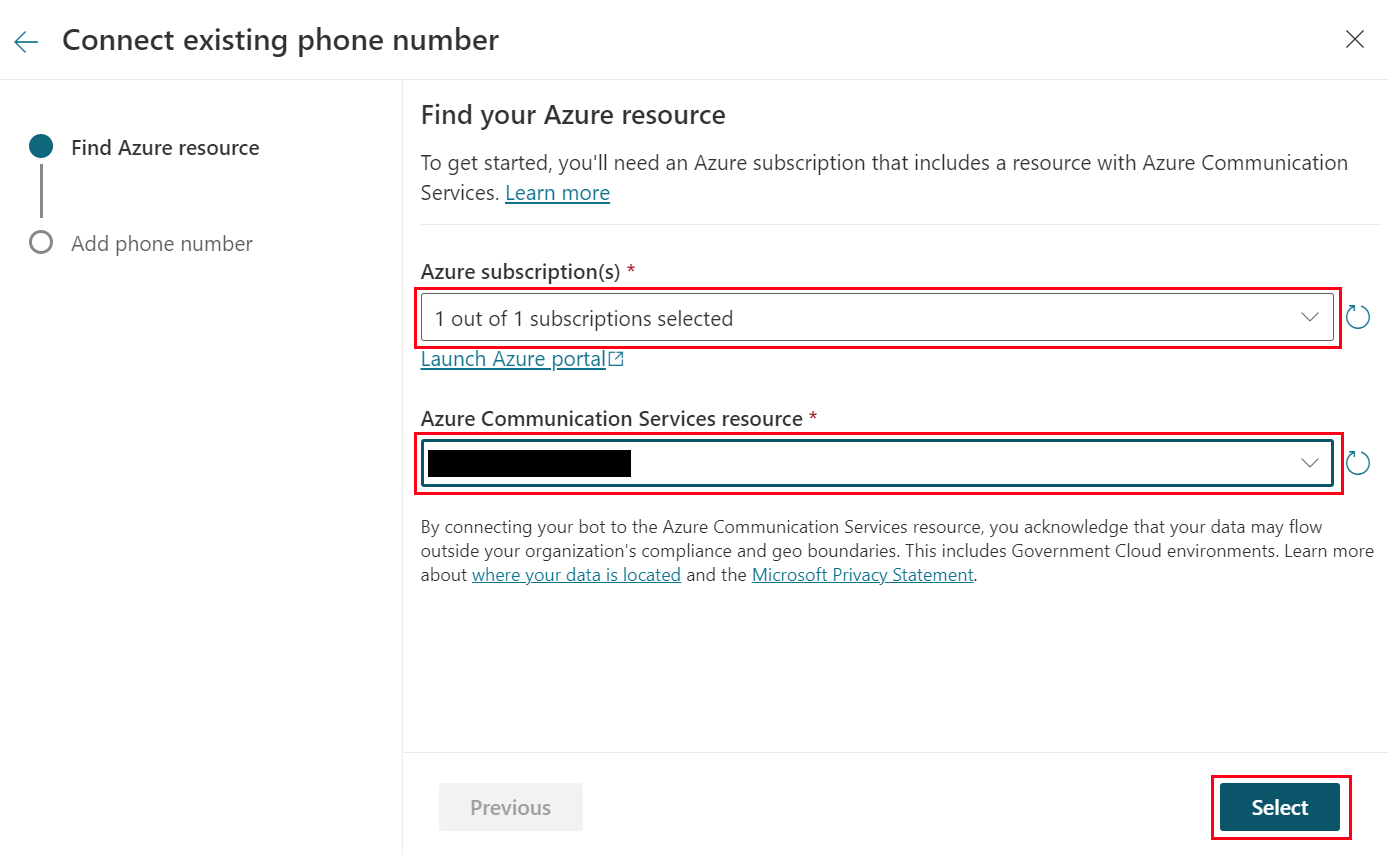 Connect existing phone number
Find Azure resource
Add phone number
Find your Azure resource
To get started, you'll need an Azure subscription that includes a resource with Azure Communication
Services. Learn more
Azure subscription(s) *
1 out of 1 subscriptions selected
Launch Azure portal
Azure Communication Services resource *
By connecting your bot to the Azure Communication Services resource, you acknowledge that your data may flow
outside your organization's compliance and geo boundaries. This includes Government Cloud environments. Learn more
about where your data is located and the Microsoft Privacy Statement.
Previous
Select